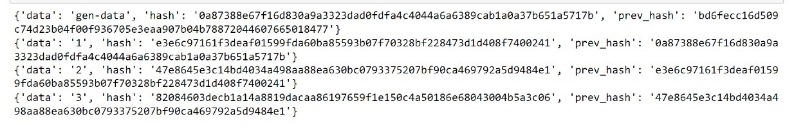 {'data': 'gen-data', 'hash': '0a87388e67f16d830a9a3323dad0fdfa4c4044a6a6389cab1a0a37b651a5717b', 'prev_hash': 'bd6fecc16d509
c74d23b04f00f936705e3eaa907b04b78872044607665018477'}
{'data': '1', 'hash': 'e3e6c97161f3deaf01599fda60ba85593b07f70328bf228473d1d408f7400241', 'prev_hash': '0a87388e67f16d830a9a
3323dad0fdfa4c4044a6a6389cab1a0a37b651a5717b'}
{'data': '2', 'hash': '47e8645e3c14bd4034a498aa88ea630bc0793375207bf90ca469792a5d9484e1', 'prev_hash': 'e3e6c97161f3deaf0159
9fda60ba85593b07f70328bf228473d1d408f7400241'}
{'data': '3', 'hash': '82084603decb1a14a8819dacaa86197659f1e150c4a50186e68043004b5a3c06', 'prev_hash': '47e8645e3c14bd4034a4
98aa88ea630bc0793375207bf90ca469792a5d9484e1'}